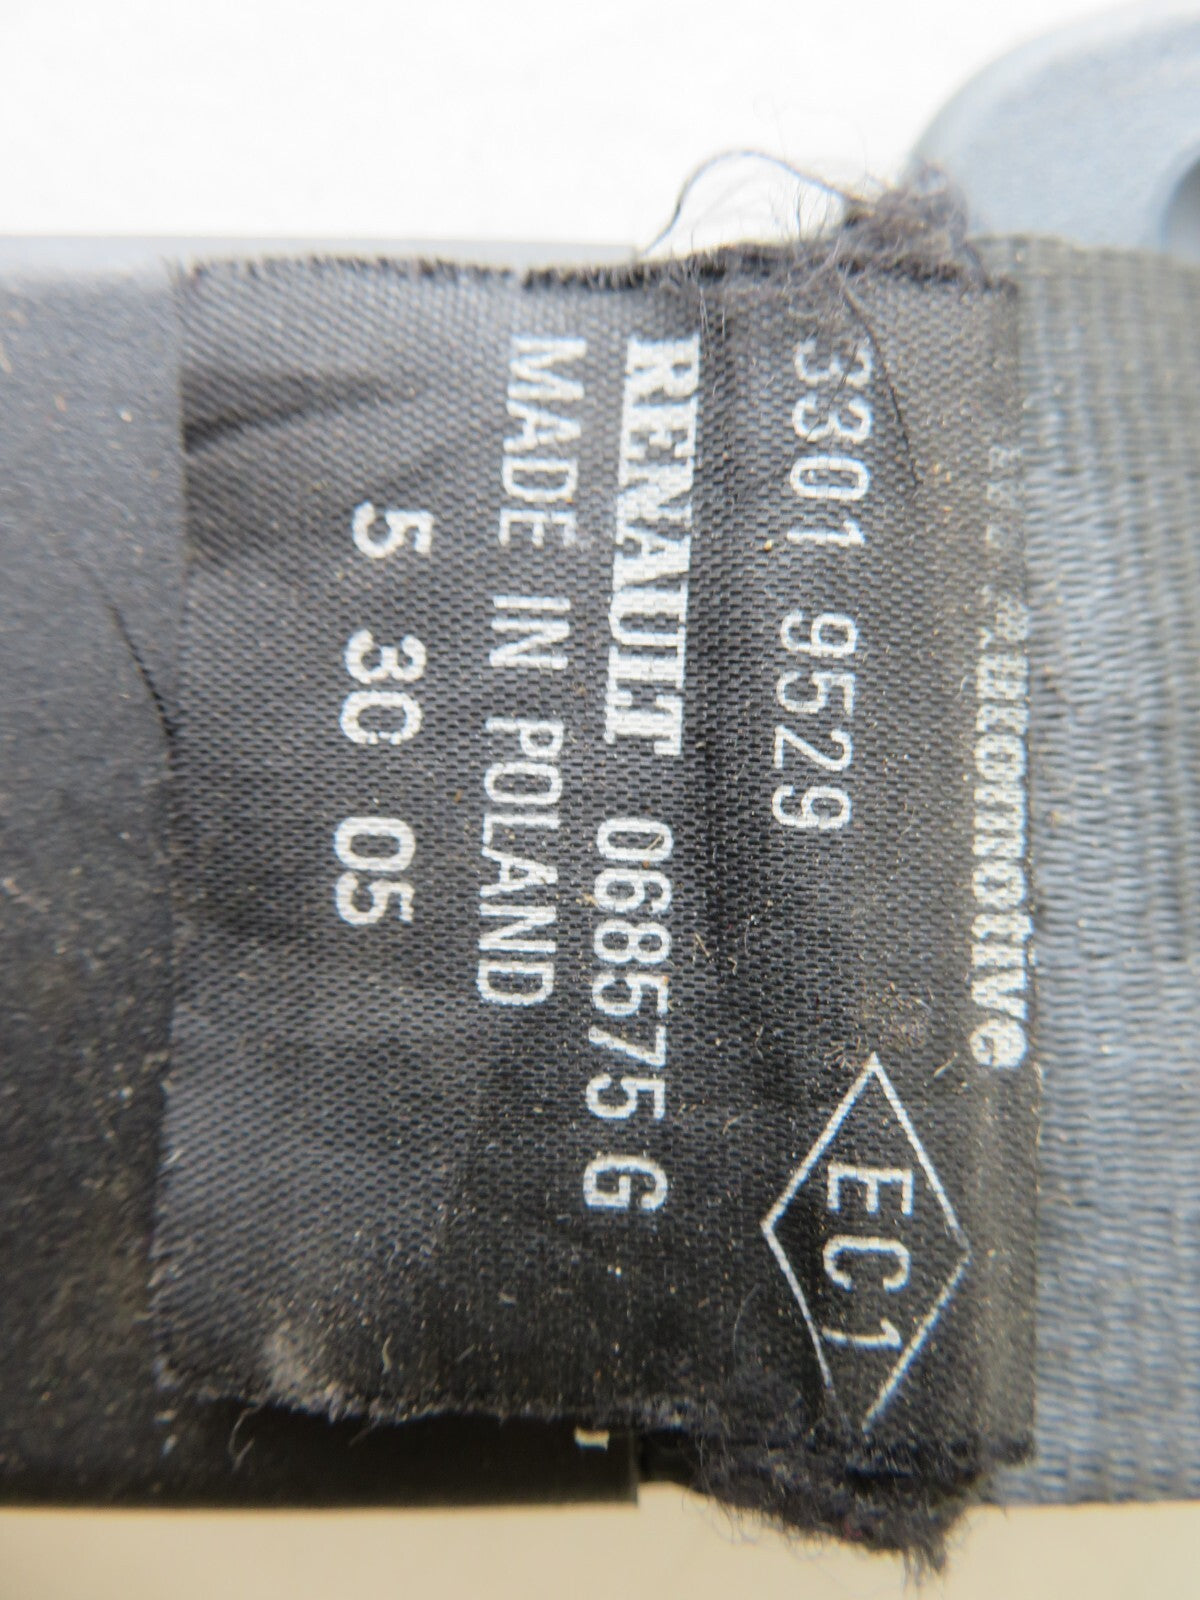 3301 9529
EC1
RENAULT 068575 G
MADE IN POLAND
5 30 05